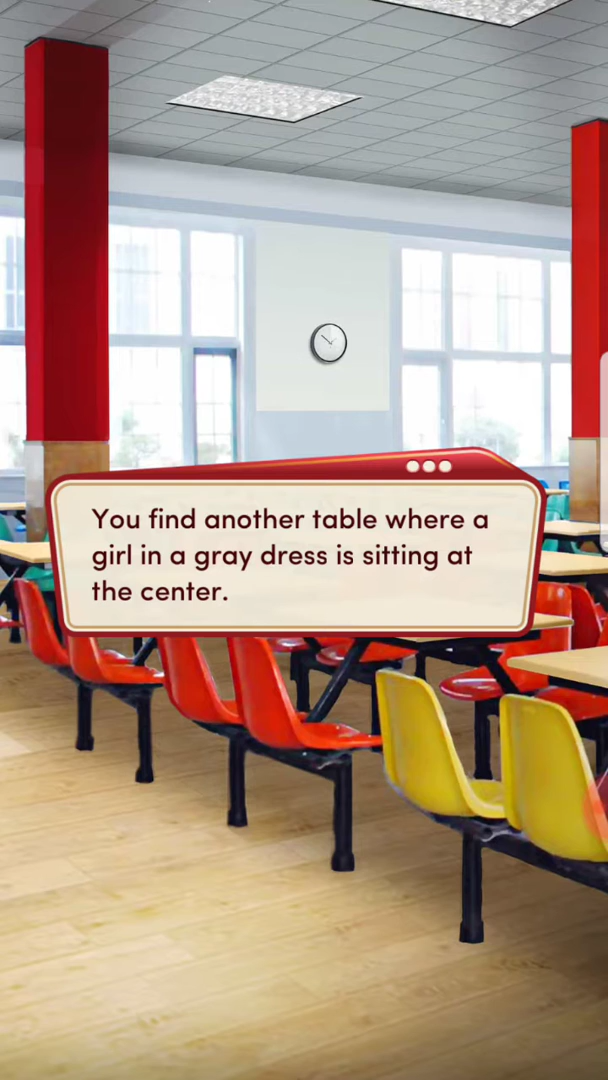 You find another table where a
girl in a gray dress is sitting at
the center.